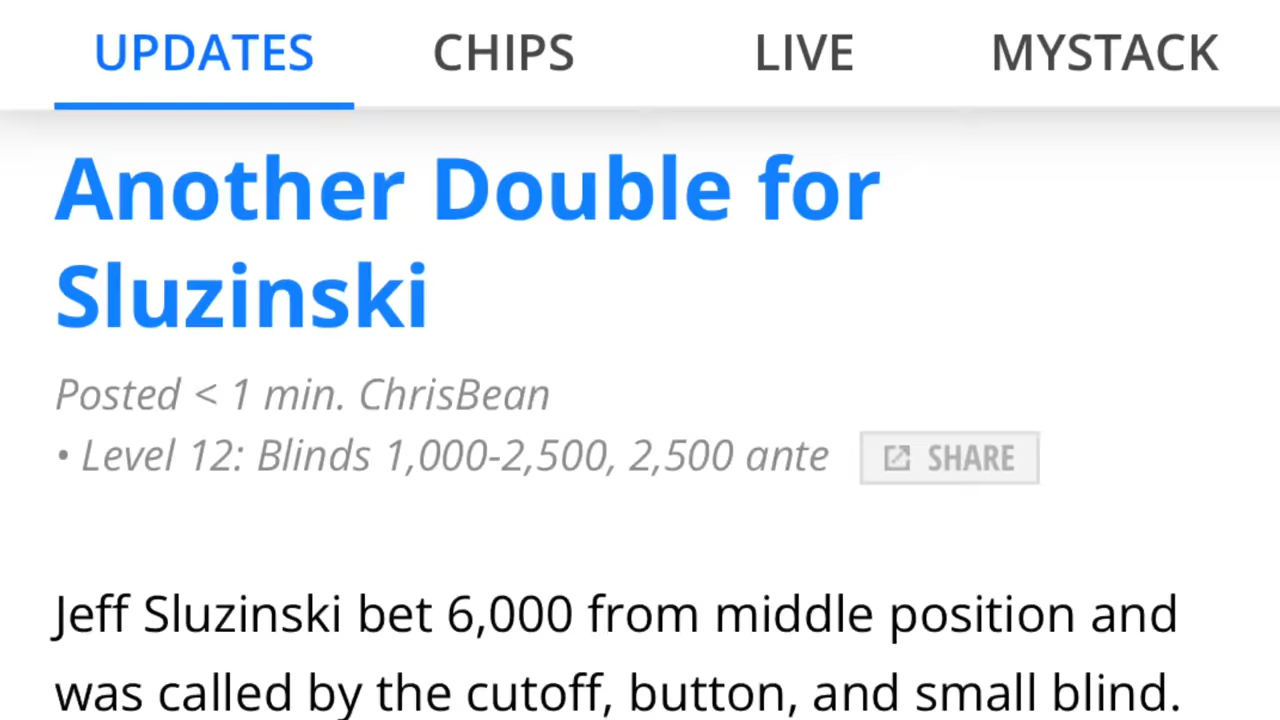 UPDATES CHIPS LIVE MYSTACK
Another Double for
Sluzinski
Posted < 1 min. ChrisBean
• Level 12: Blinds 1,000-2,500, 2,500 ante SHARE
Jeff Sluzinski bet 6,000 from middle position and
was called by the cutoff, button, and small blind.